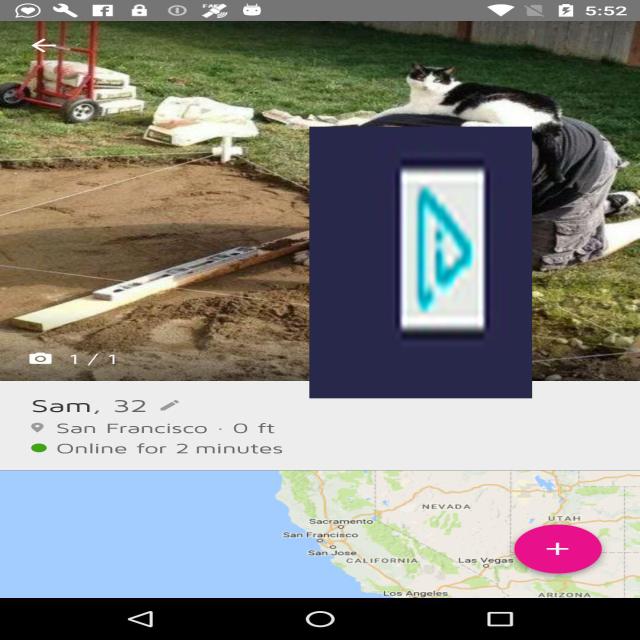 5:52
1 / 1
Sam, 32
San Francisco · 0 ft
Online for 2 minutes
NEVADA
UTAH
Sacramento
San Francisco
San Jose
CALIFORNIA
Las Vegas
Los Angeles
ARIZONA